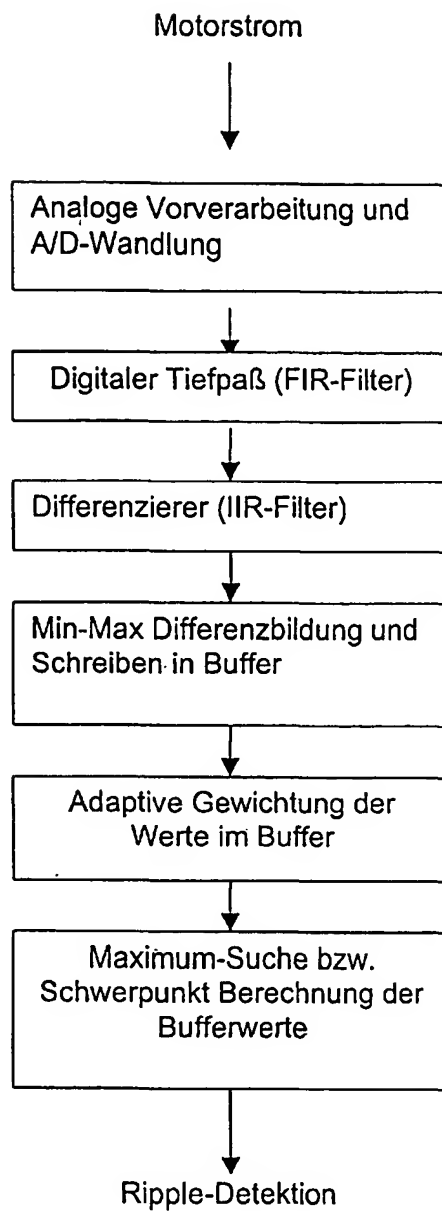 Motorstrom
Analoge Vorverarbeitung und
A/D-Wandlung
Digitaler Tiefpaß (FIR-Filter)
Differenzierer (IIR-Filter)
Min-Max Differenzbildung und
Schreiben in Buffer
Adaptive Gewichtung der
Werte im Buffer
Maximum-Suche bzw.
Schwerpunkt Berechnung der
Bufferwerte
Ripple-Detektion